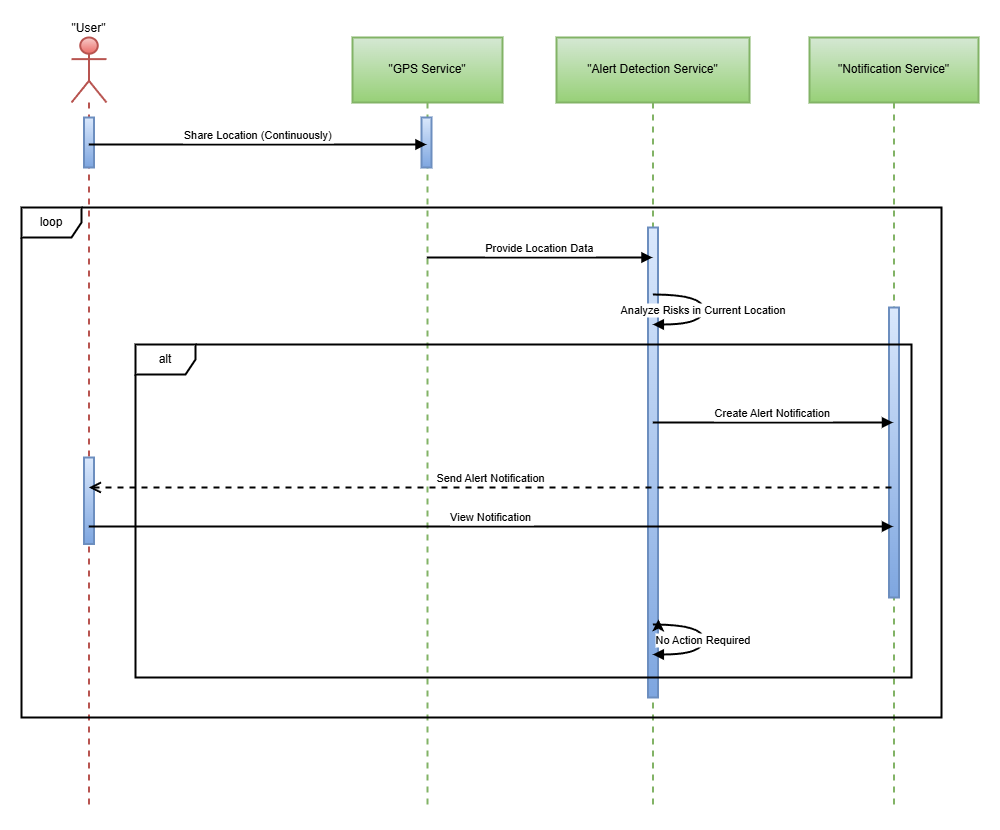 "User"
"GPS Service"
"Alert Detection Service"
"Notification Service"
Share Location (Continuously)
loop
Provide Location Data
Analyze Risks in Current Location
alt
Create Alert Notification
Send Alert Notification
View Notification
No Action Required